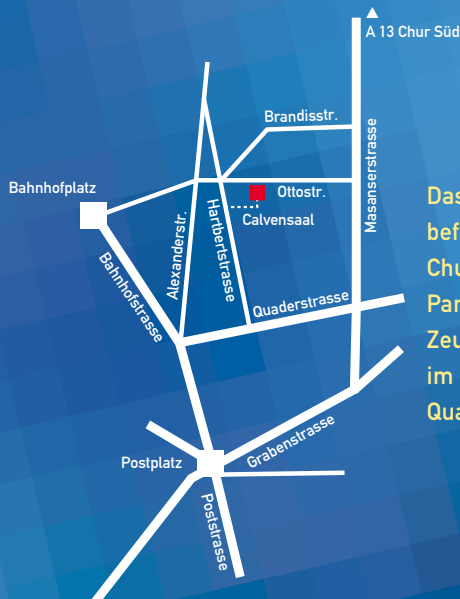 A 13 Chur Süd
Brandisstr.
Masanserstrasse
Bahnhofplatz
Ottostr.
Calvensaal
Alexanderstr.
Hartbertstrasse
Bahnhofstrasse
Quaderstrasse
Grabenstrasse
Postplatz
Poststrasse
Das
bef
Chu
Par
Zeu
im
Qua